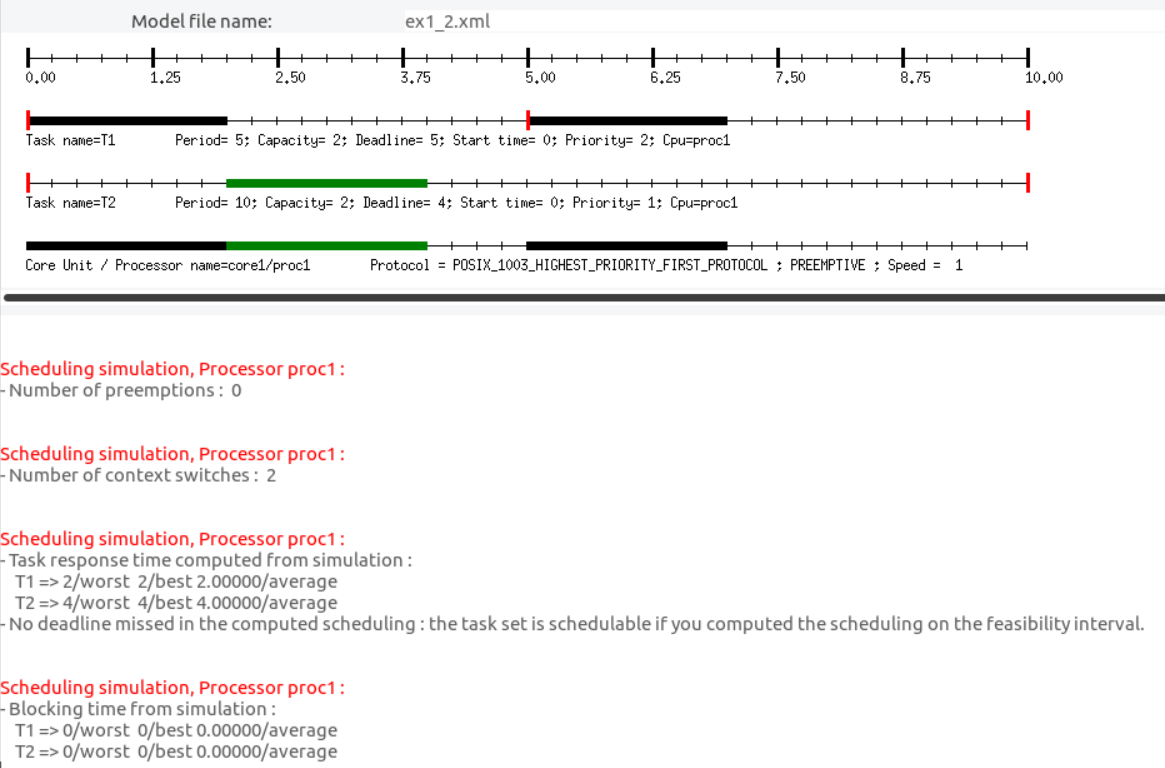 Model file name: ex1_2.xml
0.00 1.25 2.50 3.75 5.00 6.25 7.50 8.75 10.00
Task name=T1 Period= 5; Capacity= 2; Deadline= 5; Start time= 0; Priority= 2; Cpu=proc1
Task name=T2 Period= 10; Capacity= 2; Deadline= 4; Start time= 0; Priority= 1; Cpu=proc1
Core Unit / Processor name=core1/proc1 Protocol = POSIX_1003_HIGHEST_PRIORITY_FIRST_PROTOCOL ; PREEMPTIVE ; Speed = 1
Scheduling simulation, Processor proc1 :
- Number of preemptions : 0
Scheduling simulation, Processor proc1 :
- Number of context switches : 2
Scheduling simulation, Processor proc1 :
- Task response time computed from simulation :
T1 => 2/worst 2/best 2.00000/average
T2 => 4/worst 4/best 4.00000/average
- No deadline missed in the computed scheduling : the task set is schedulable if you computed the scheduling on the feasibility interval.
Scheduling simulation, Processor proc1 :
- Blocking time from simulation :
T1 => 0/worst 0/best 0.00000/average
T2 => 0/worst 0/best 0.00000/average